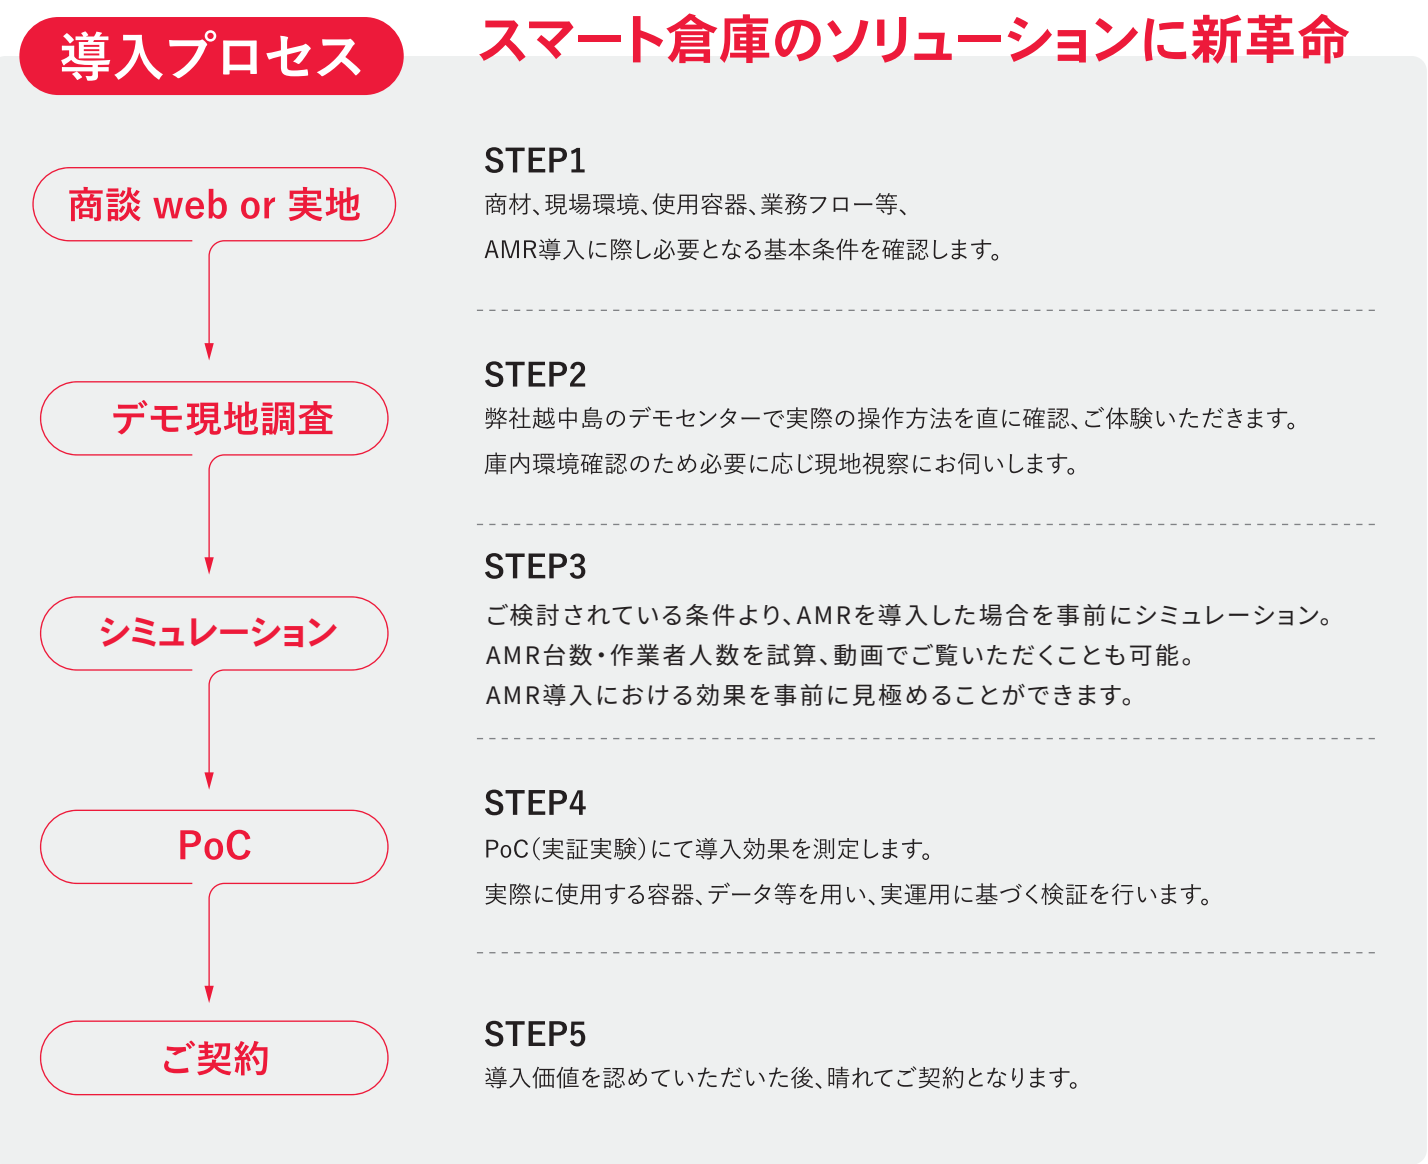 導入プロセス
スマート倉庫のソリューションに新革命
商談 web or 実地
STEP1
商材、現場環境、使用容器、業務フロー等、
AMR導入に際し必要となる基本条件を確認します。
デモ現地調査
STEP2
弊社越中島のデモセンターで実際の操作方法を直に確認、ご体験いただきます。
庫内環境確認のため必要に応じ現地視察にお伺いします。
シミュレーション
STEP3
ご検討されている条件より、AMRを導入した場合を事前にシミュレーション。
AMR台数・作業者人数を試算、動画でご覧いただくことも可能。
AMR導入における効果を事前に見極めることができます。
PoC
STEP4
PoC（実証実験）にて導入効果を測定します。
実際に使用する容器、データ等を用い、実運用に基づく検証を行います。
ご契約
STEP5
導入価値を認めていただいた後、晴れてご契約となります。